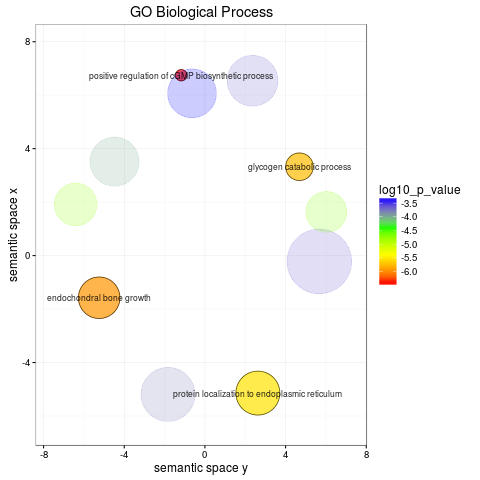 GO Biological Process
8
positive regulation of cGMP biosynthetic process
4
glycogen catabolic process
log10_p_value
-3.5
-4.0
-4.5
-5.0
-5.5
-6.0
semantic space x
0
endochondral bone growth
-4
protein localization to endoplasmic reticulum
-8
-4
0
4
8
semantic space y